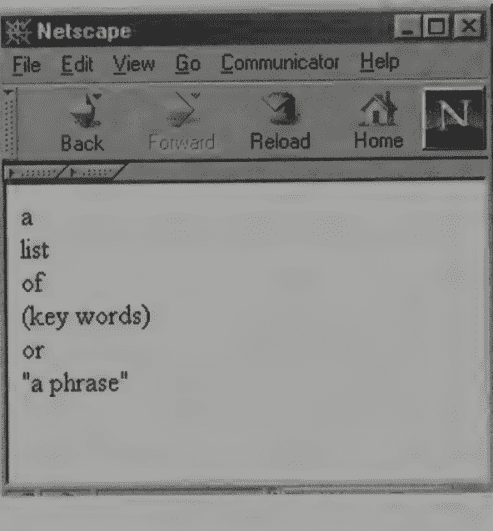 Netscape
File Edit View Go Communicator Help
Back Forward Reload Home N
a
list
of
(key words)
or
"a phrase"